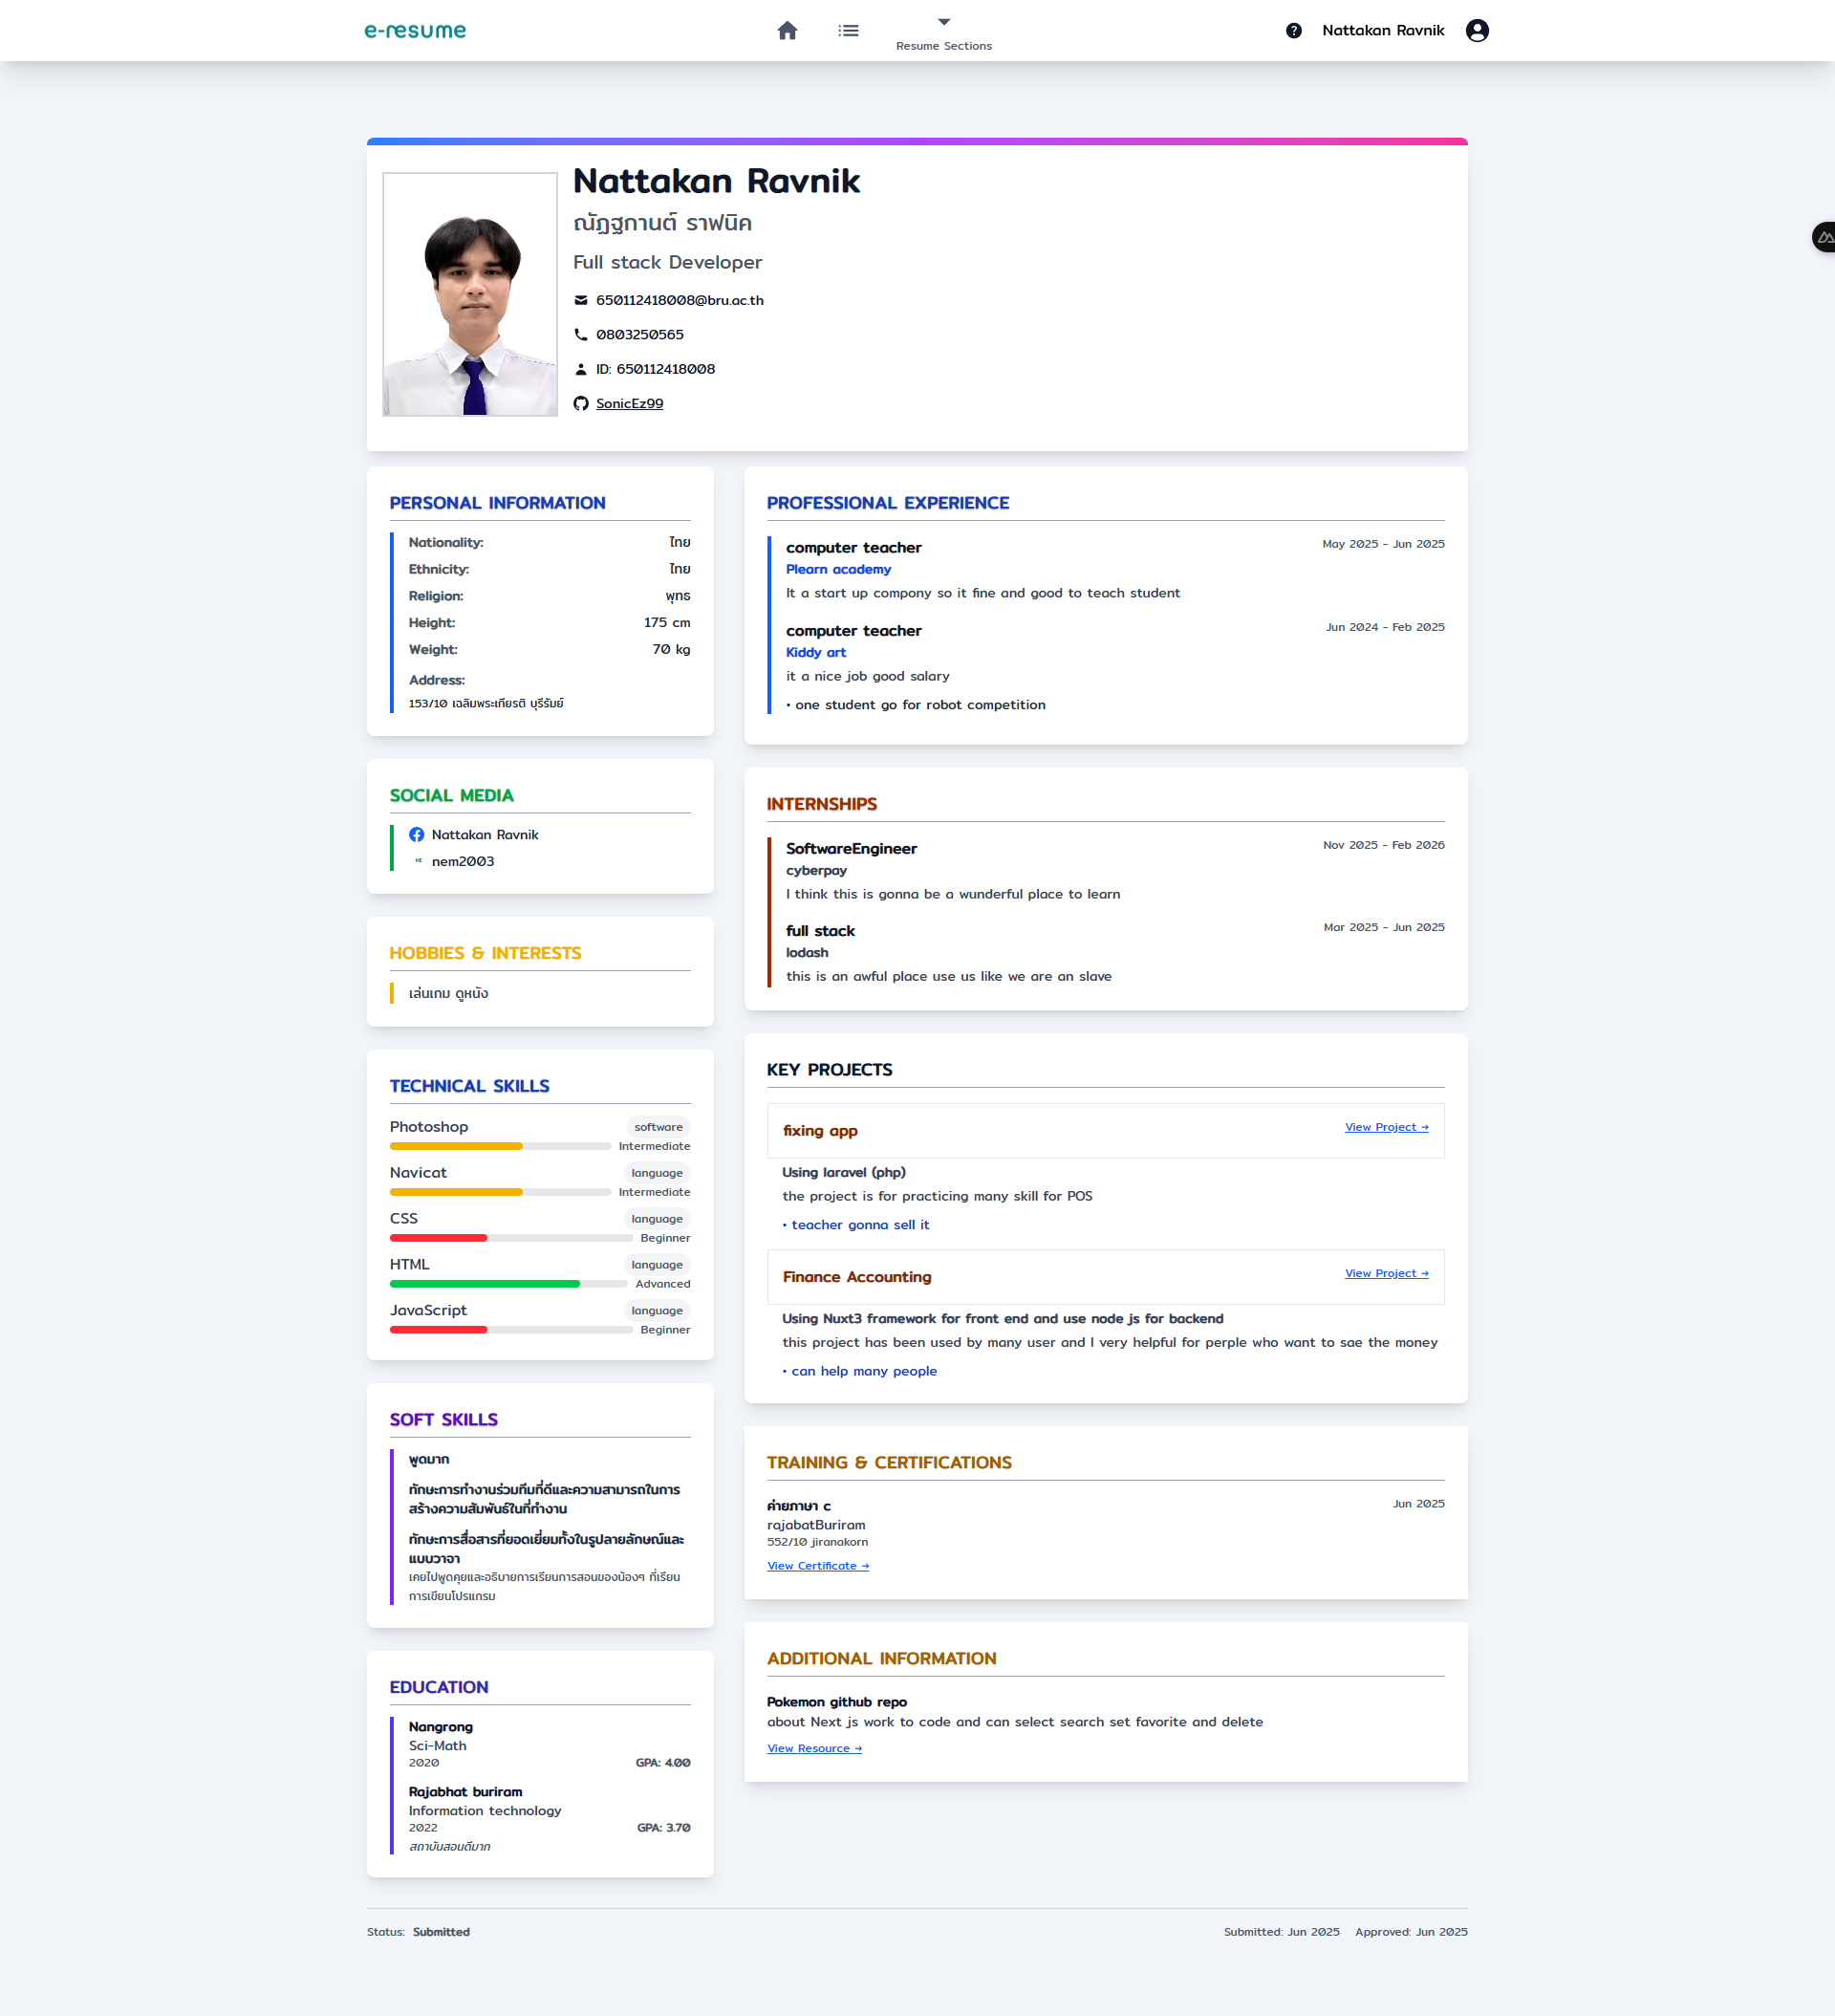 e-resume
Resume Sections
Nattakan Ravnik
Nattakan Ravnik
ณัฏฐกานต์ ราฟนิค
Full stack Developer
650112418008@bru.ac.th
0803250565
ID: 650112418008
SonicEz99
PERSONAL INFORMATION
Nationality: ไทย
Ethnicity: ไทย
Religion: พุทธ
Height: 175 cm
Weight: 70 kg
Address:
153/10 เฉลิมพระเกียรติ บุรีรัมย์
SOCIAL MEDIA
Nattakan Ravnik
nem2003
HOBBIES & INTERESTS
เล่นเกม ดูหนัง
TECHNICAL SKILLS
Photoshop software
Intermediate
Navicat language
Intermediate
CSS language
Beginner
HTML language
Advanced
JavaScript language
Beginner
SOFT SKILLS
พูดมาก
ทักษะการทำงานร่วมทีมที่ดีและความสามารถในการ
สร้างความสัมพันธ์ในที่ทำงาน
ทักษะการสื่อสารที่ยอดเยี่ยมทั้งในรูปลายลักษณ์และ
แบบวาจา
เคยไปพูดคุยและอธิบายการเรียนการสอนของน้องๆ ที่เรียน
การเขียนโปรแกรม
EDUCATION
Nangrong
Sci-Math
2020 GPA: 4.00
Rajabhat buriram
Information technology
2022 GPA: 3.70
สถาบันสอนดีมาก
PROFESSIONAL EXPERIENCE
computer teacher May 2025 - Jun 2025
Plearn academy
It a start up compony so it fine and good to teach student
computer teacher Jun 2024 - Feb 2025
Kiddy art
it a nice job good salary
• one student go for robot competition
INTERNSHIPS
SoftwareEngineer Nov 2025 - Feb 2026
cyberpay
I think this is gonna be a wunderful place to learn
full stack Mar 2025 - Jun 2025
lodash
this is an awful place use us like we are an slave
KEY PROJECTS
fixing app View Project →
Using laravel (php)
the project is for practicing many skill for POS
• teacher gonna sell it
Finance Accounting View Project →
Using Nuxt3 framework for front end and use node js for backend
this project has been used by many user and I very helpful for perple who want to sae the money
• can help many people
TRAINING & CERTIFICATIONS
ค่ายภาษา c Jun 2025
rajabatBuriram
552/10 jiranakorn
View Certificate →
ADDITIONAL INFORMATION
Pokemon github repo
about Next js work to code and can select search set favorite and delete
View Resource →
Status: Submitted
Submitted: Jun 2025 Approved: Jun 2025